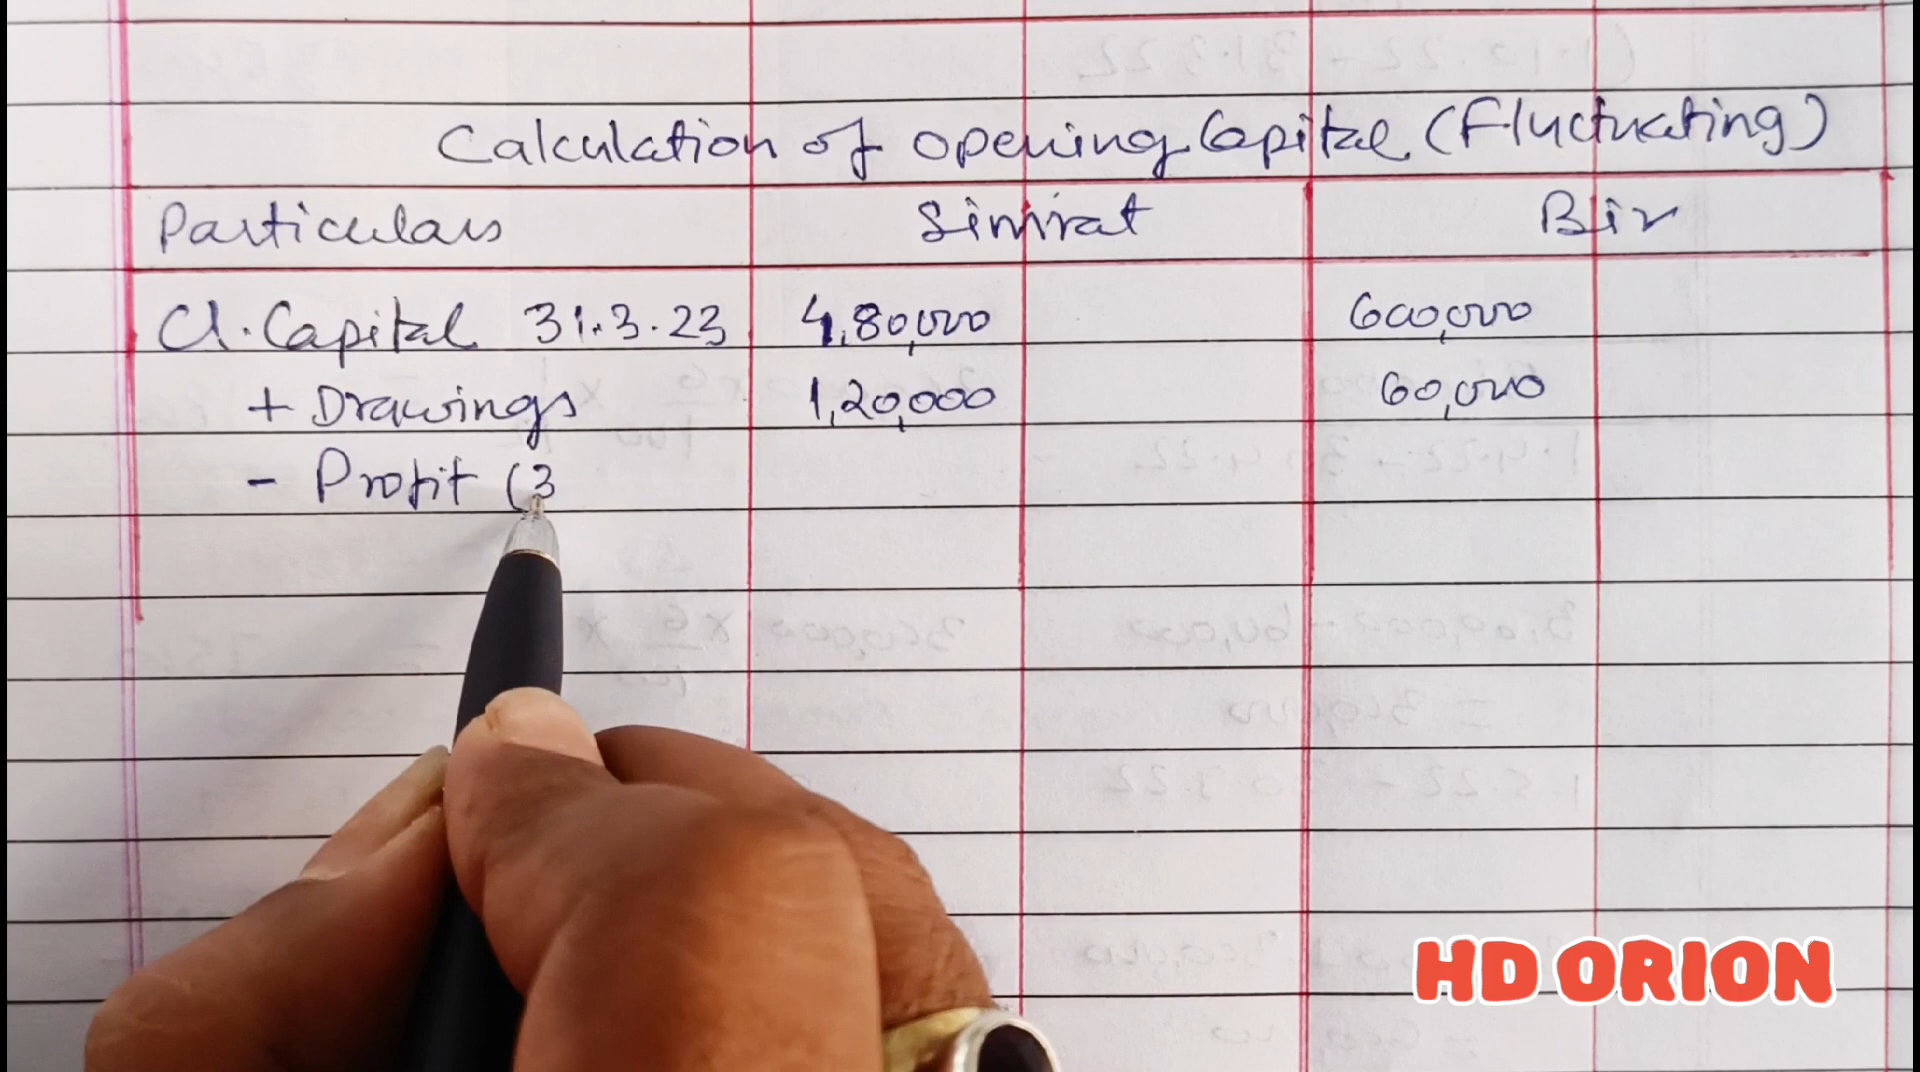 Calculation of opening Capital (Fluctuating)
Particulars Simrat Bir
Cl. Capital 31.3.23 4,80,000 600,000
+ Drawings 1,20,000 60,000
- Profit (3
HD ORION